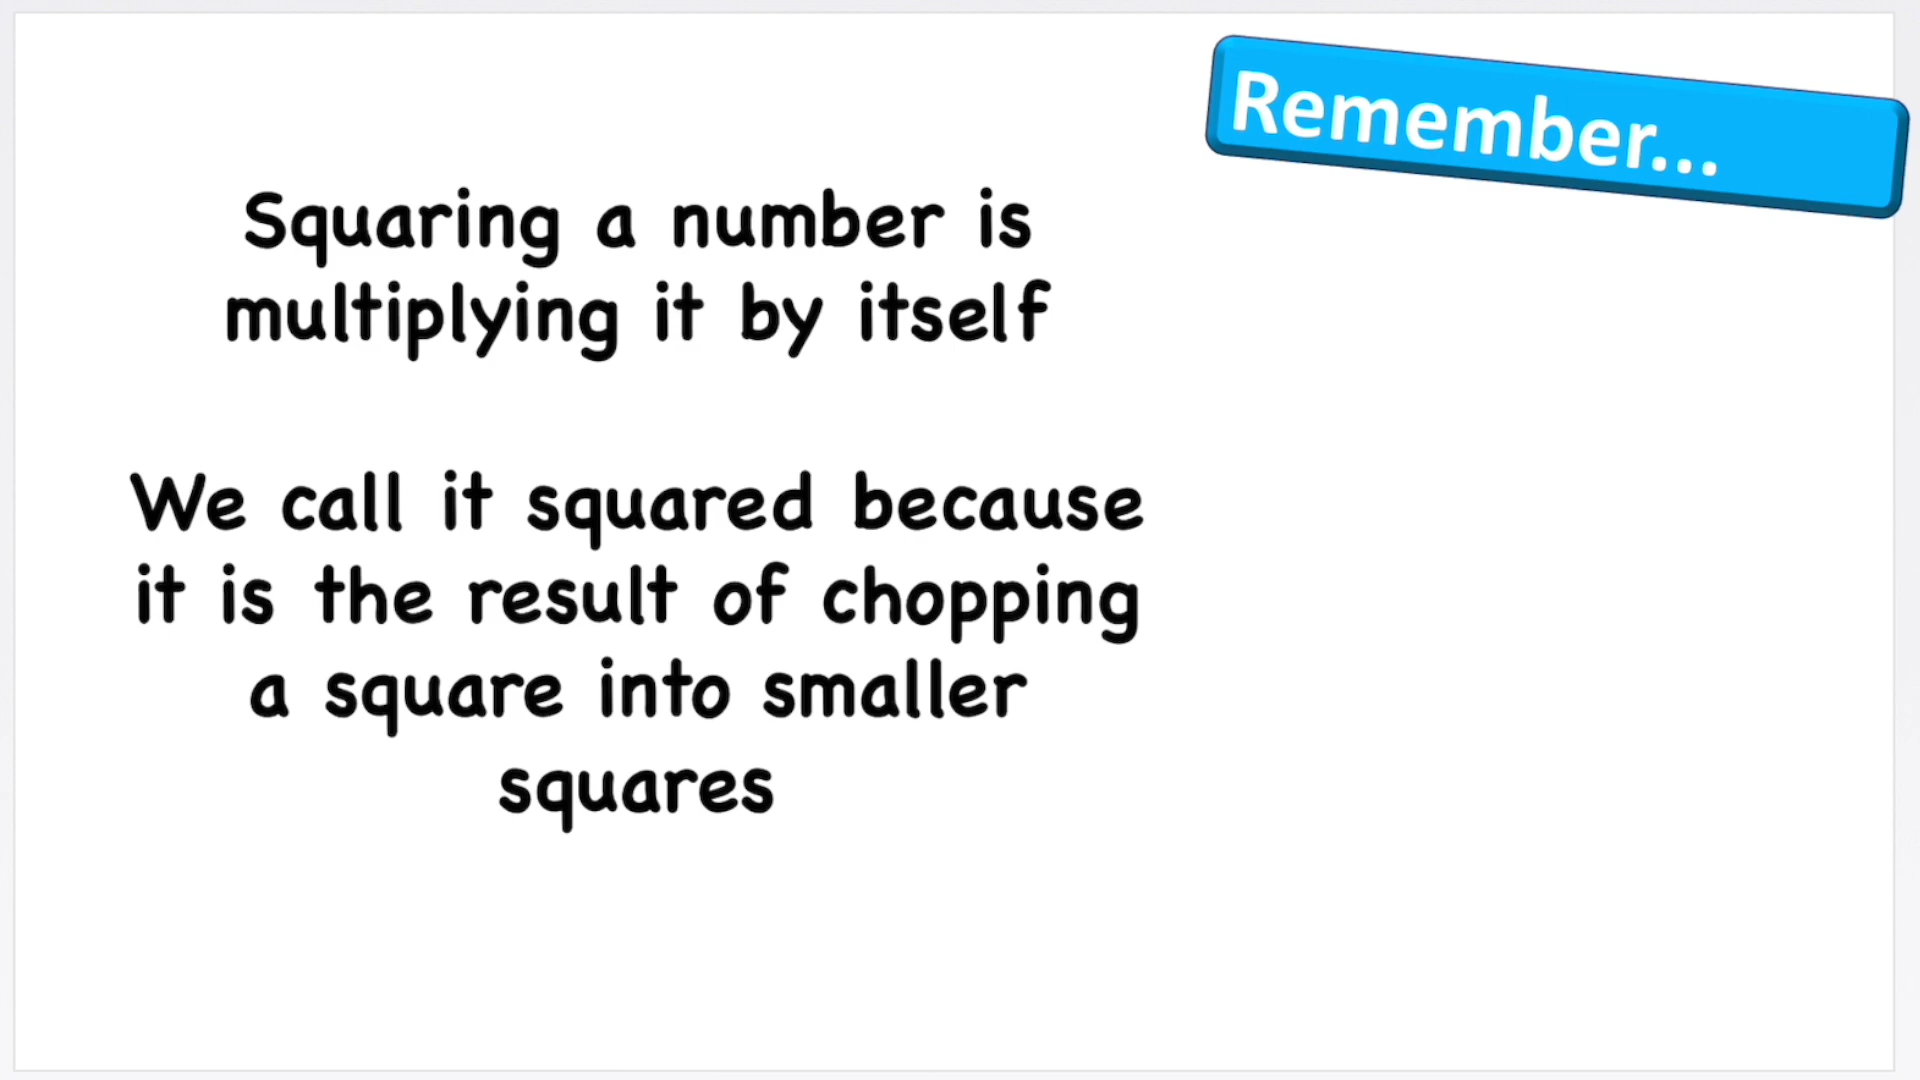 Remember...
Squaring a number is
multiplying it by itself
We call it squared because
it is the result of chopping
a square into smaller
squares